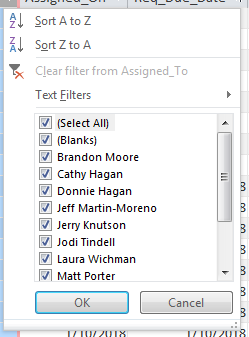 Assigned_On Req_Due_Date
Sort A to Z
Sort Z to A
Clear filter from Assigned_To
Text Filters
(Select All)
(Blanks)
Brandon Moore
Cathy Hagan
Donnie Hagan
Jeff Martin-Moreno
Jerry Knutson
Jodi Tindell
Laura Wichman
Matt Porter
OK Cancel
1/10/2018 1/10/2018